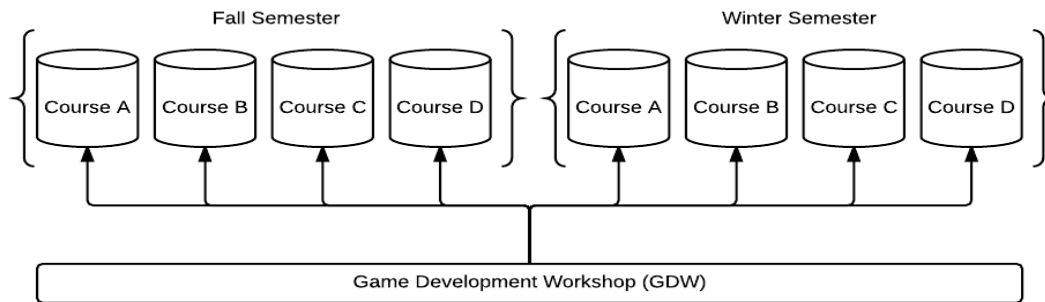 Fall Semester
Winter Semester
Course A
Course B
Course C
Course D
Course A
Course B
Course C
Course D
Game Development Workshop (GDW)